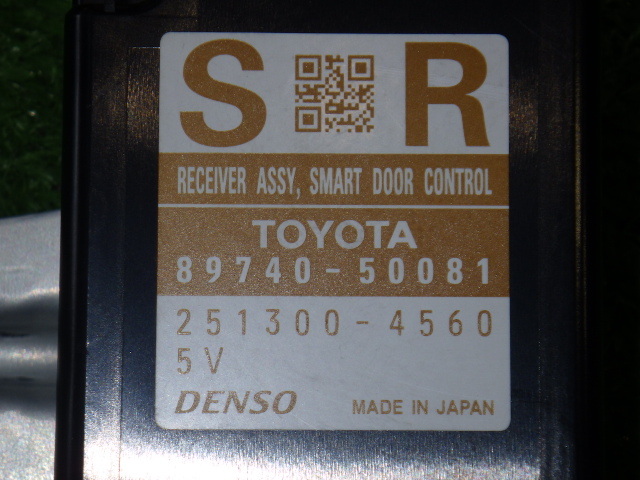 S R
RECEIVER ASSY, SMART DOOR CONTROL
TOYOTA
89740-50081
251300-4560
5V
DENSO MADE IN JAPAN